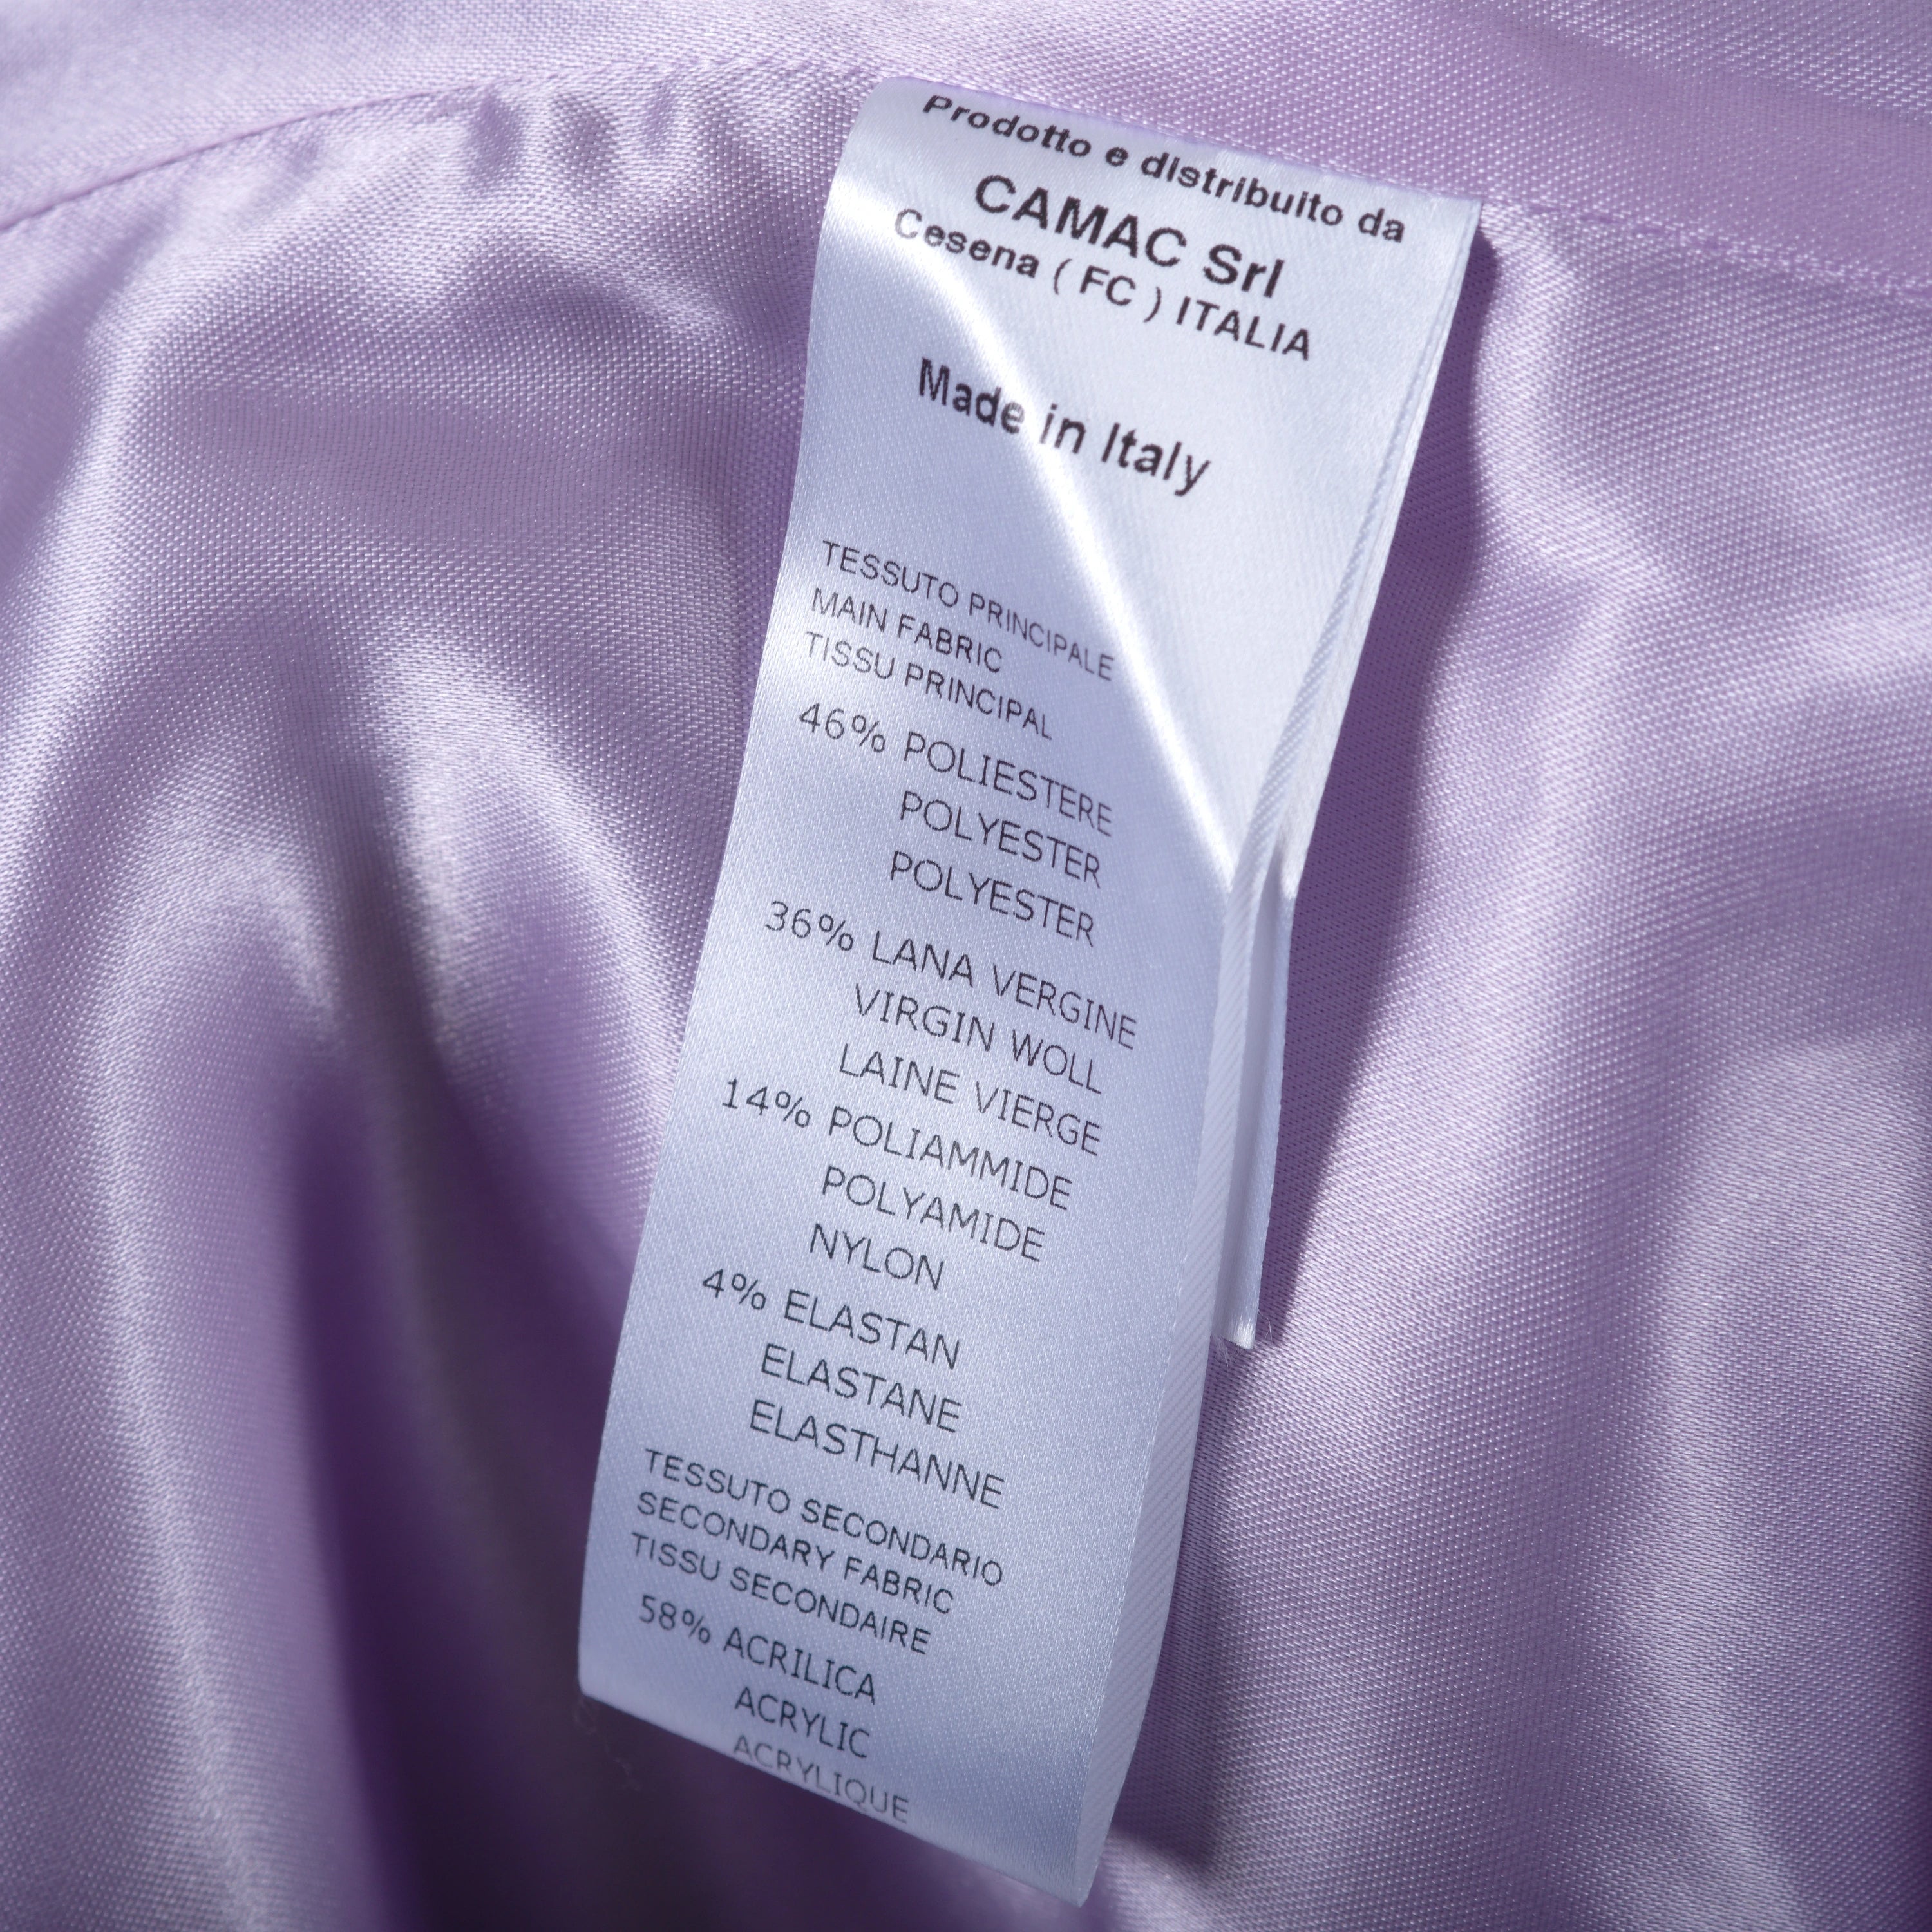 Prodotto e distribuito da
CAMAC Srl
Cesena ( FC ) ITALIA
Made in Italy
TESSUTO PRINCIPALE
MAIN FABRIC
TISSU PRINCIPAL
46% POLIESTERE
POLYESTER
POLYESTER
36% LANA VERGINE
VIRGIN WOLL
LAINE VIERGE
14% POLIAMMIDE
POLYAMIDE
NYLON
4% ELASTAN
ELASTANE
ELASTHANNE
TESSUTO SECONDARIO
SECONDARY FABRIC
TISSU SECONDAIRE
58% ACRILICA
ACRYLIC
ACRYLIQUE